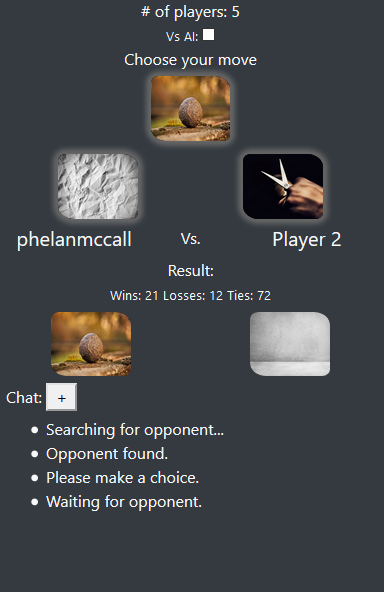 # of players: 5
Vs AI:
Choose your move
phelanmccall Vs. Player 2
Result:
Wins: 21 Losses: 12 Ties: 72
Chat: +
Searching for opponent...
Opponent found.
Please make a choice.
Waiting for opponent.